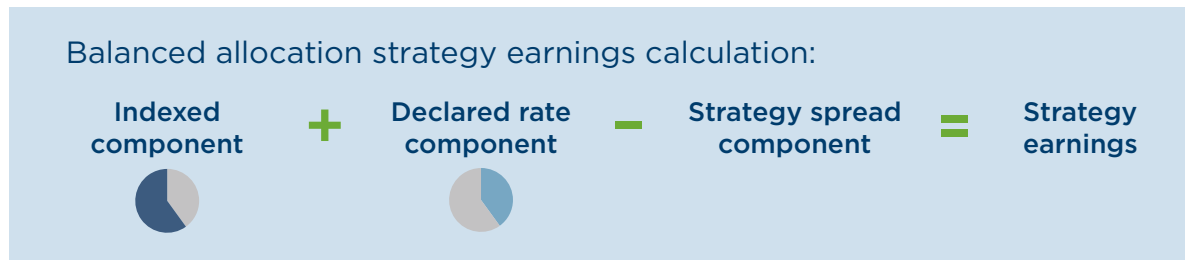 Balanced allocation strategy earnings calculation:
Indexed component + Declared rate component - Strategy spread component = Strategy earnings